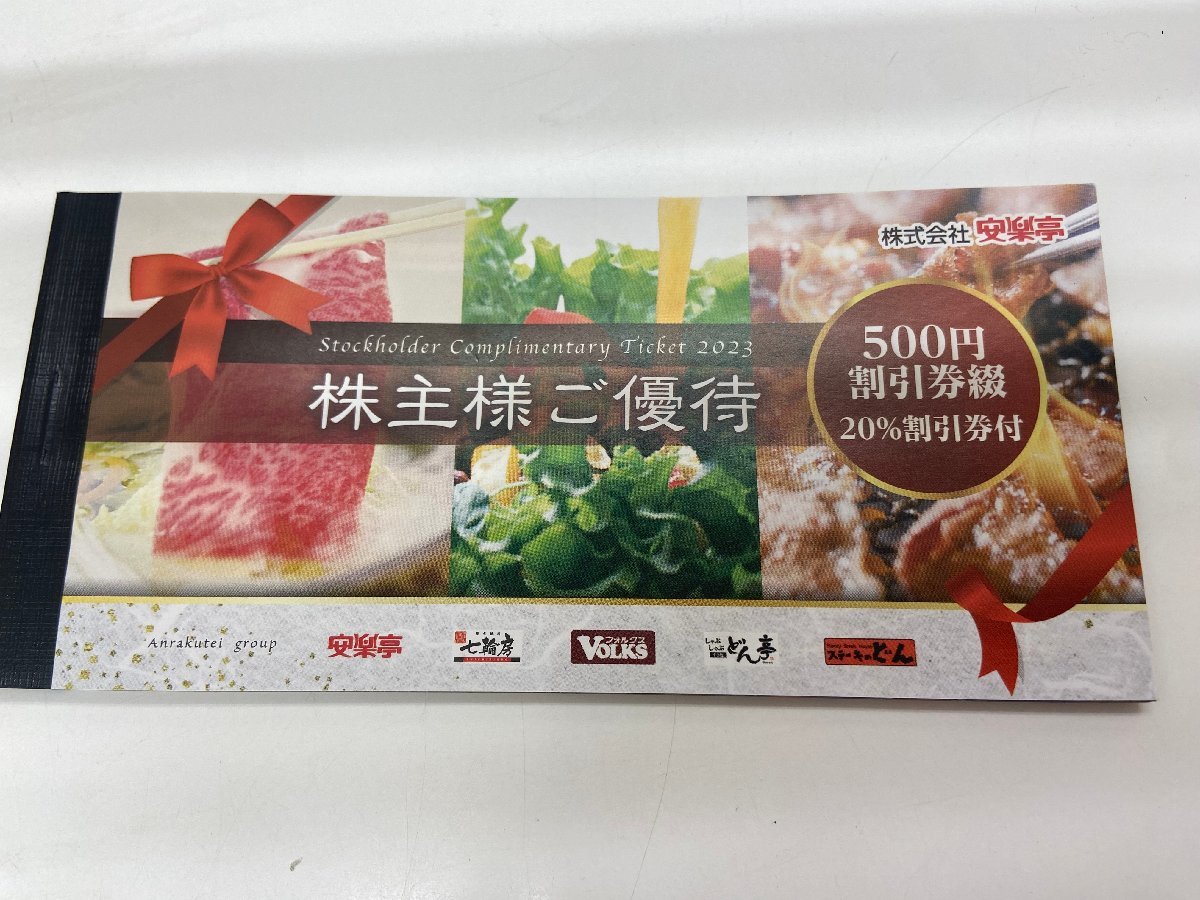 株式会社 安楽亭
Stockholder Complimentary Ticket 2023
株主様ご優待
500円
割引券綴
20%割引券付
Anrakutei group
安楽亭
七輪房
フォルクス
VOLKS
しゃぶ
しゃぶ
どん亭
ステーキのどん